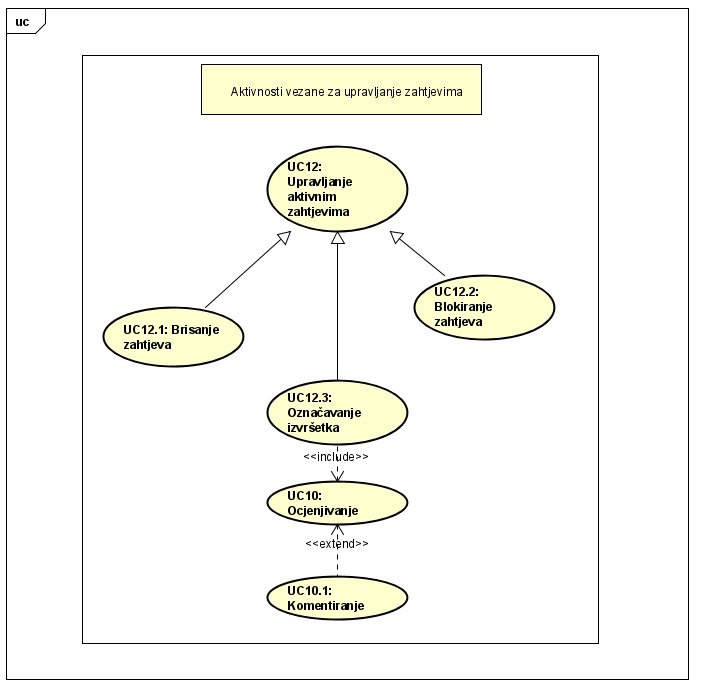 uc
Aktivnosti vezane za upravljanje zahtjevima
UC12:
Upravljanje
aktivnim
zahtjevima
UC12.2:
Blokiranje
zahtjeva
UC12.1: Brisanje
zahtjeva
UC12.3:
Označavanje
izvršetka
<<include>>
UC10:
Ocjenjivanje
<<extend>>
UC10.1:
Komentiranje